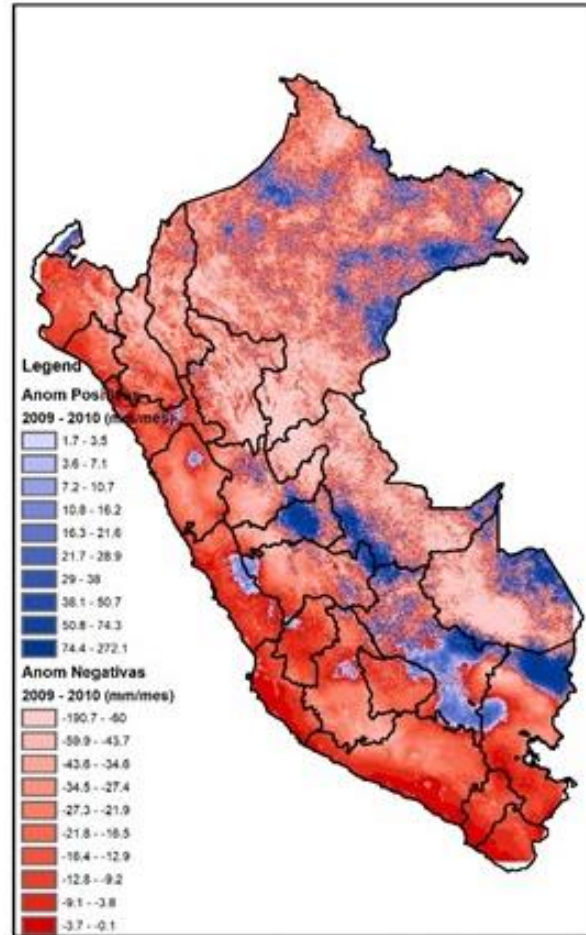 Legend
Anom Positivas
2009 - 2010 (mm/mes)
1.7 - 3.5
3.6 - 7.1
7.2 - 10.7
10.8 - 16.2
16.3 - 21.6
21.7 - 28.9
29 - 38
38.1 - 50.7
50.8 - 74.3
74.4 - 272.1
Anom Negativas
2009 - 2010 (mm/mes)
-190.7 - -60
-59.9 - -43.7
-43.6 - -34.6
-34.5 - -27.4
-27.3 - -21.9
-21.8 - -16.5
-16.4 - -12.9
-12.8 - -9.2
-9.1 - -3.8
-3.7 - -0.1